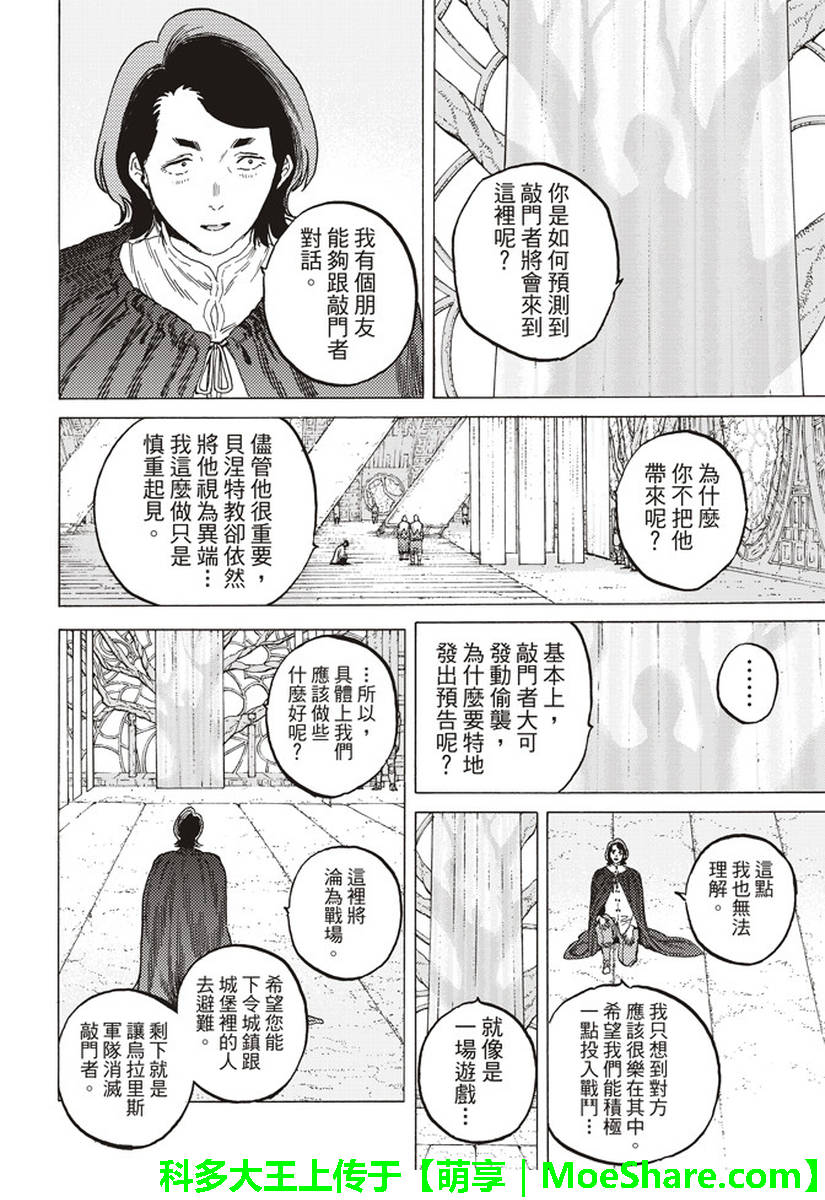 你是如何預測到
敲門者將會來到
這裡呢？
我有個朋友
能夠跟敲門者
對話。
為什麼
你不把他
帶來呢？
儘管他很重要，
貝涅特教卻依然
將他視為異端…
我這麼做只是
慎重起見。
……
基本上，
敲門者大可
發動偷襲，
為什麼要特地
發出預告呢？
這點
我也無法
理解。
我只想到對方
應該很樂在其中。
希望我們能積極
一點投入戰鬥…
就像是
一場遊戲…
…所以，
具體上我們
應該做些
什麼好呢？
這裡將
淪為戰場。
希望您能
下令城鎮跟
城堡裡的人
去避難。
剩下就是
讓烏拉里斯
軍隊消滅
敲門者。
科多大王上传于【萌享 | MoeShare.com】